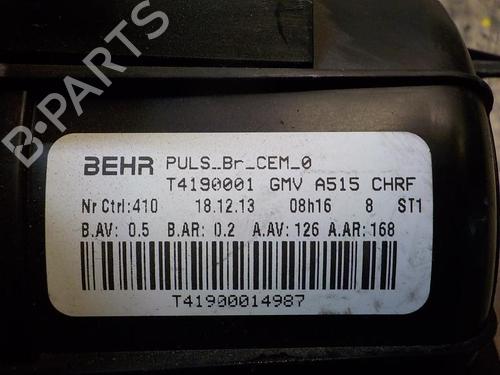 B-PARTS
BEHR PULS_Br_CEM_0
T4190001 GMV A515 CHRF
Nr Ctrl:410 18.12.13 08h16 8 ST1
B.AV: 0.5 B.AR: 0.2 A.AV: 126 A.AR: 168
T41900014987